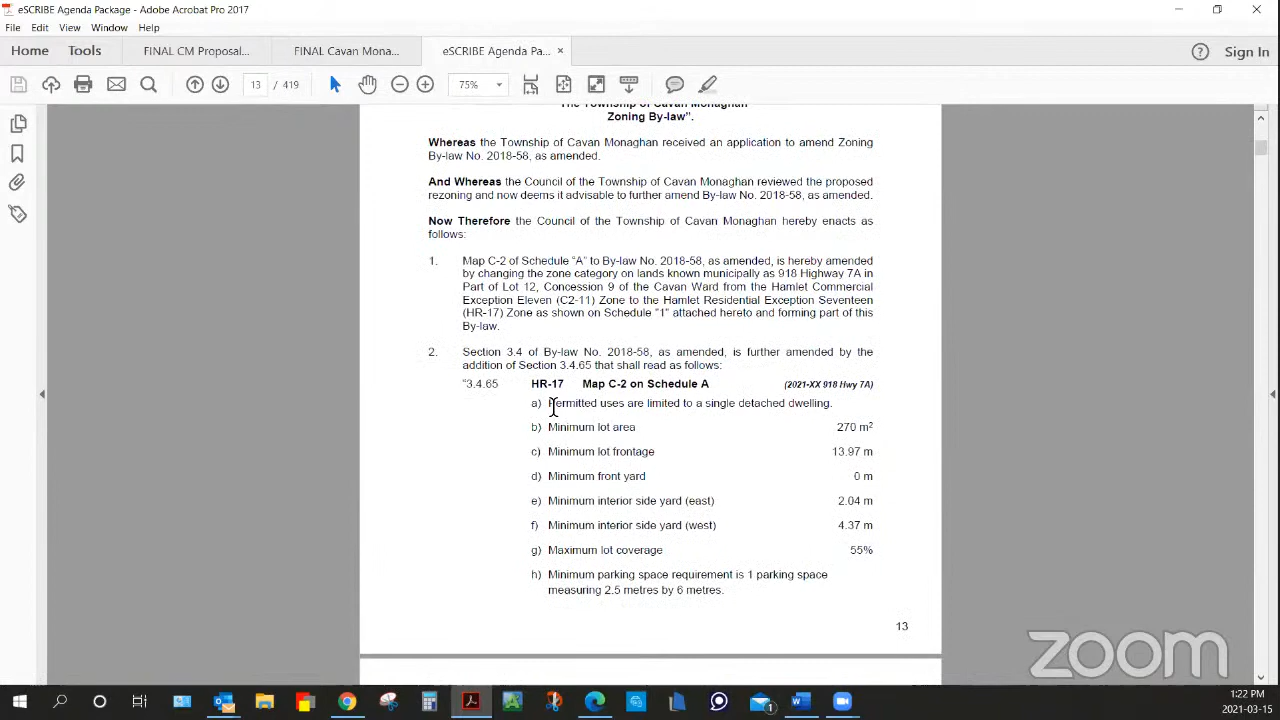 eSCRIBE Agenda Package - Adobe Acrobat Pro 2017
File Edit View Window Help
Home Tools FINAL CM Proposal... FINAL Cavan Mona... eSCRIBE Agenda Pa... × Sign In
13 / 419 75%
The Township of Cavan Monaghan
Zoning By-law".
Whereas the Township of Cavan Monaghan received an application to amend Zoning
By-law No. 2018-58, as amended.
And Whereas the Council of the Township of Cavan Monaghan reviewed the proposed
rezoning and now deems it advisable to further amend By-law No. 2018-58, as amended.
Now Therefore the Council of the Township of Cavan Monaghan hereby enacts as
follows:
1. Map C-2 of Schedule "A" to By-law No. 2018-58, as amended, is hereby amended
by changing the zone category on lands known municipally as 918 Highway 7A in
Part of Lot 12, Concession 9 of the Cavan Ward from the Hamlet Commercial
Exception Eleven (C2-11) Zone to the Hamlet Residential Exception Seventeen
(HR-17) Zone as shown on Schedule "1" attached hereto and forming part of this
By-law.
2. Section 3.4 of By-law No. 2018-58, as amended, is further amended by the
addition of Section 3.4.65 that shall read as follows:
"3.4.65 HR-17 Map C-2 on Schedule A (2021-XX 918 Hwy 7A)
a) Permitted uses are limited to a single detached dwelling.
b) Minimum lot area 270 m²
c) Minimum lot frontage 13.97 m
d) Minimum front yard 0 m
e) Minimum interior side yard (east) 2.04 m
f) Minimum interior side yard (west) 4.37 m
g) Maximum lot coverage 55%
h) Minimum parking space requirement is 1 parking space
measuring 2.5 metres by 6 metres.
13
zoom
1:22 PM
2021-03-15